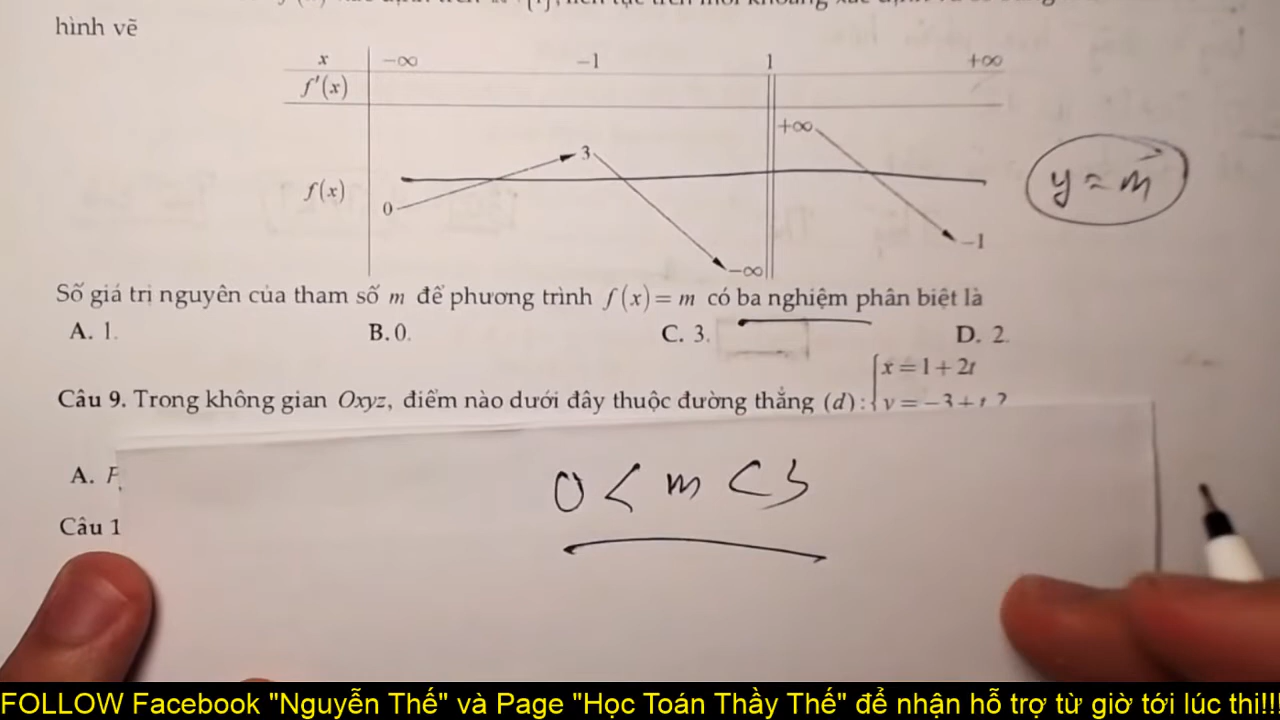 hình vẽ
x −∞ −1 1 +∞
f'(x)
+∞
3
f(x)
0
−1
−∞
y = m
Số giá trị nguyên của tham số m để phương trình f(x) = m có ba nghiệm phân biệt là
A. 1. B. 0. C. 3. D. 2.
Câu 9. Trong không gian Oxyz, điểm nào dưới đây thuộc đường thẳng (d): { x = 1 + 2t
y = −3 + t ?
A.
0 < m < 3
Câu 1
FOLLOW Facebook "Nguyễn Thế" và Page "Học Toán Thầy Thế" để nhận hỗ trợ từ giờ tới lúc thi!!!